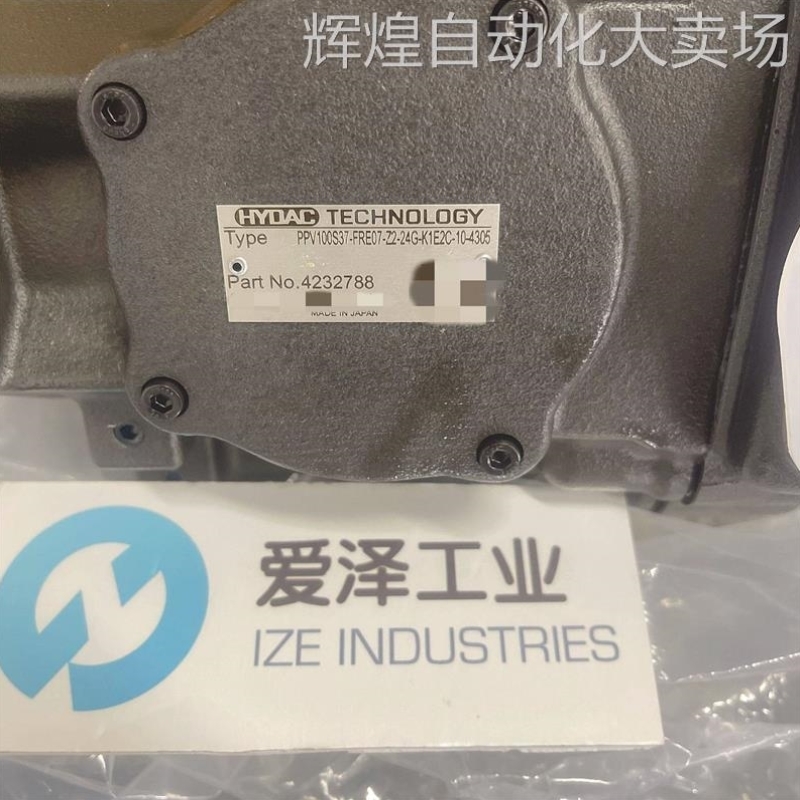 辉煌自动化大卖场
HYDAC TECHNOLOGY
Type PPV100S37-FRE07-Z2-24G-K1E2C-10-4305
Part No.4232788
MADE IN JAPAN
爱泽工业
IZE INDUSTRIES